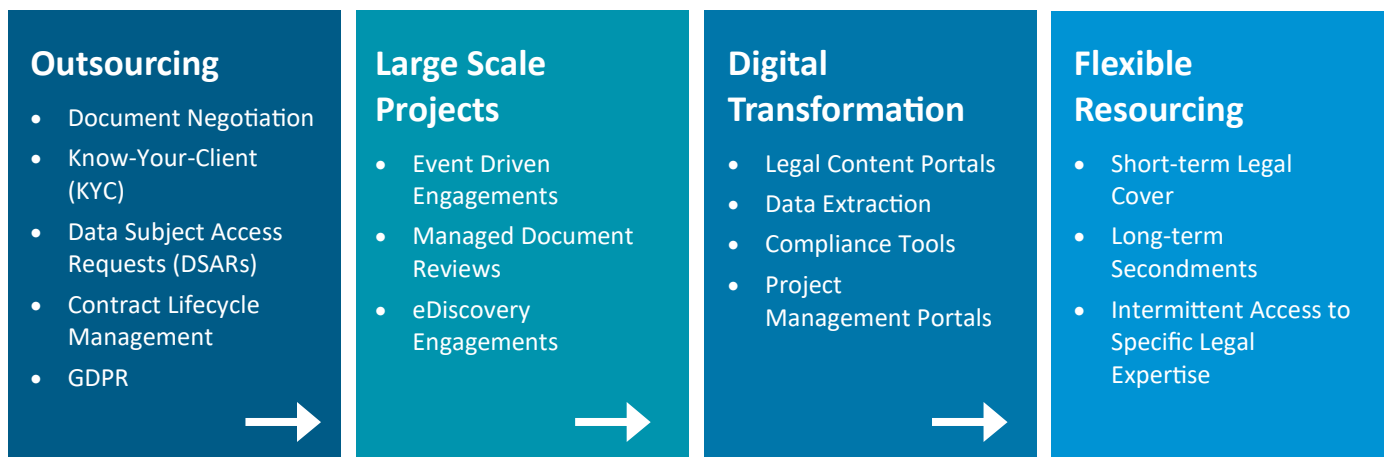 Outsourcing
• Document Negotiation
• Know-Your-Client
(KYC)
• Data Subject Access
Requests (DSARs)
• Contract Lifecycle
Management
• GDPR
Large Scale
Projects
• Event Driven
Engagements
• Managed Document
Reviews
• eDiscovery
Engagements
Digital
Transformation
• Legal Content Portals
• Data Extraction
• Compliance Tools
• Project
Management Portals
Flexible
Resourcing
• Short-term Legal
Cover
• Long-term
Secondments
• Intermittent Access to
Specific Legal
Expertise